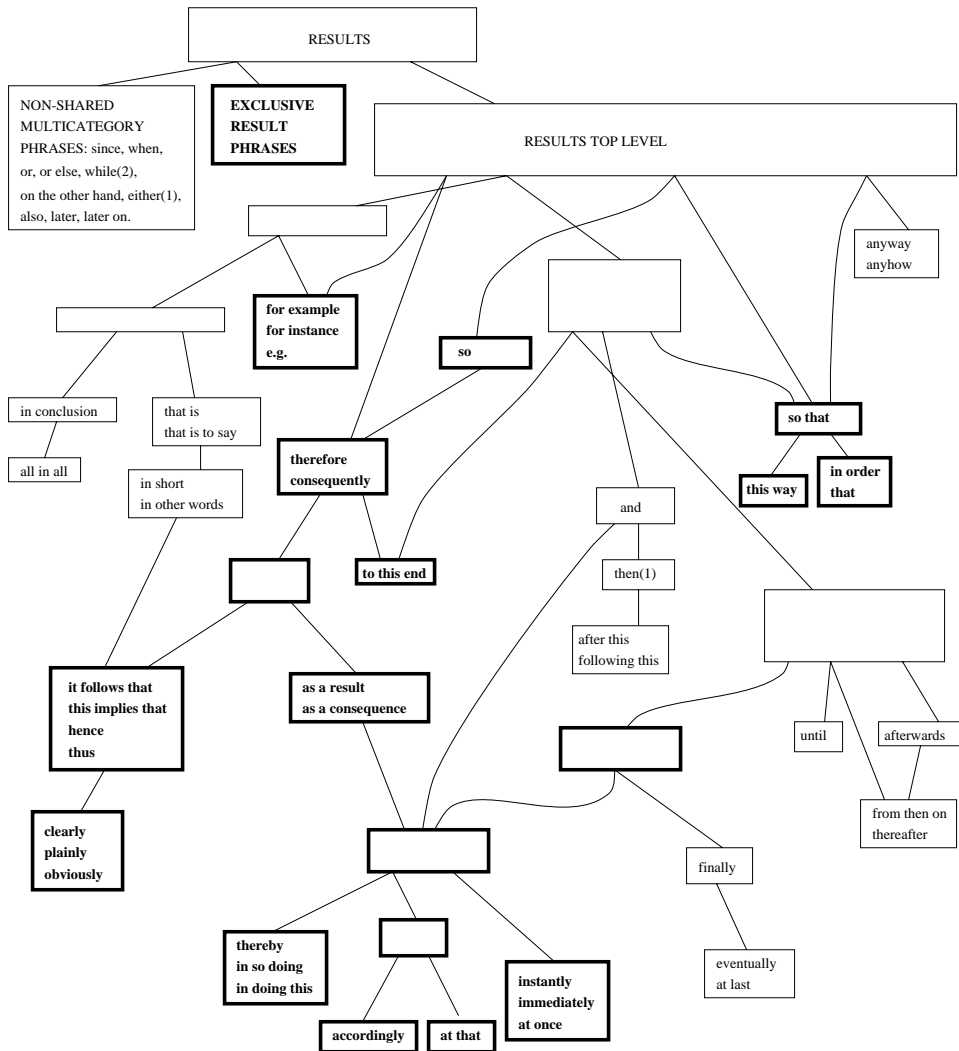 RESULTS
NON-SHARED
MULTICATEGORY
PHRASES: since, when,
or, or else, while(2),
on the other hand, either(1),
also, later, later on.
EXCLUSIVE
RESULT
PHRASES
RESULTS TOP LEVEL
anyway
anyhow
for example
for instance
e.g.
so
in conclusion
that is
that is to say
so that
all in all
in short
in other words
therefore
consequently
this way
in order
that
and
to this end
then(1)
after this
following this
it follows that
this implies that
hence
thus
as a result
as a consequence
until
afterwards
from then on
thereafter
clearly
plainly
obviously
finally
thereby
in so doing
in doing this
instantly
immediately
at once
eventually
at last
accordingly
at that